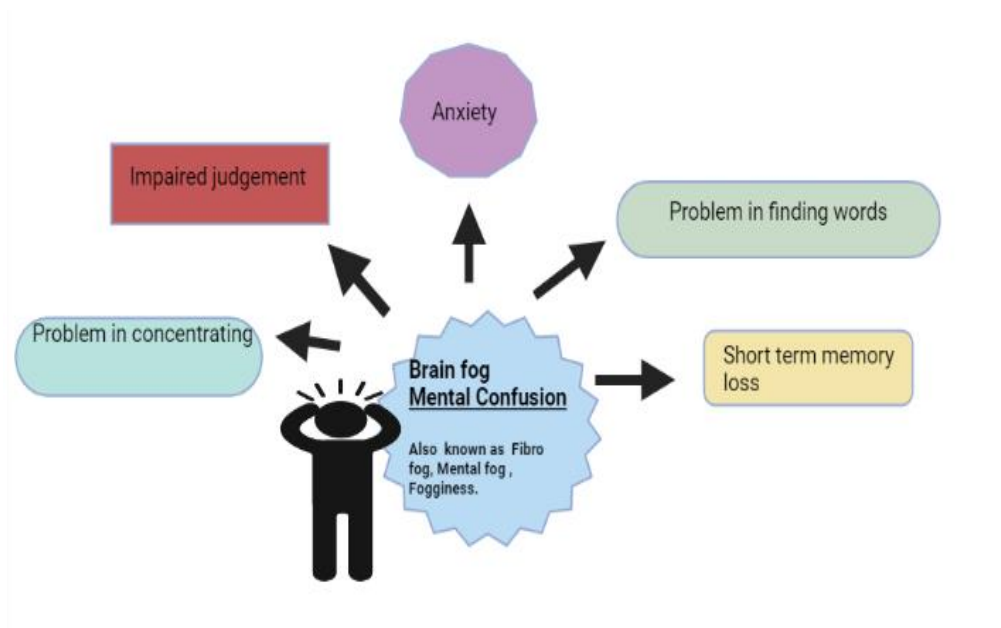 Anxiety
Impaired judgement
Problem in finding words
Problem in concentrating
Short term memory
loss
Brain fog
Mental Confusion
Also known as Fibro
fog, Mental fog ,
Fogginess.